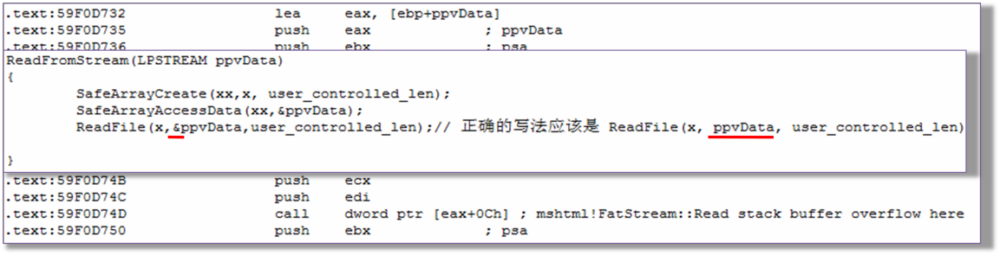 .text:59F0D732 lea eax, [ebp+ppvData]
.text:59F0D735 push eax ; ppvData
.text:59F0D736 push ebx ; psa
ReadFromStream(LPSTREAM ppvData)
{
SafeArrayCreate(xx,x, user_controlled_len);
SafeArrayAccessData(xx,&ppvData);
ReadFile(x,&ppvData,user_controlled_len);// 正确的写法应该是 ReadFile(x, ppvData, user_controlled_len)
}
.text:59F0D74B push ecx
.text:59F0D74C push edi
.text:59F0D74D call dword ptr [eax+0Ch] ; mshtml!FatStream::Read stack buffer overflow here
.text:59F0D750 push ebx ; psa